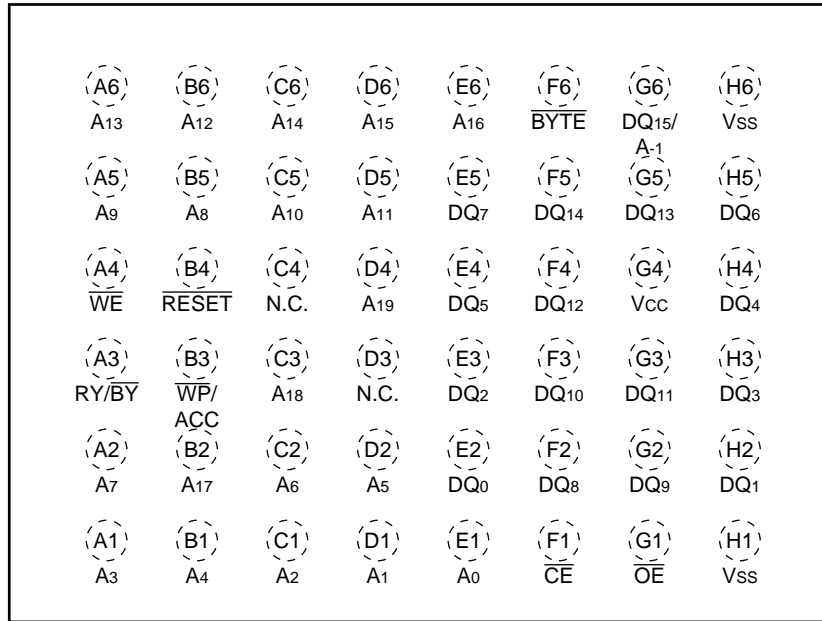 A6 B6 C6 D6 E6 F6 G6 H6
A13 A12 A14 A15 A16 BYTE DQ15/ VSS
A-1
A5 B5 C5 D5 E5 F5 G5 H5
A9 A8 A10 A11 DQ7 DQ14 DQ13 DQ6
A4 B4 C4 D4 E4 F4 G4 H4
WE RESET N.C. A19 DQ5 DQ12 VCC DQ4
A3 B3 C3 D3 E3 F3 G3 H3
RY/BY WP/ A18 N.C. DQ2 DQ10 DQ11 DQ3
ACC
A2 B2 C2 D2 E2 F2 G2 H2
A7 A17 A6 A5 DQ0 DQ8 DQ9 DQ1
A1 B1 C1 D1 E1 F1 G1 H1
A3 A4 A2 A1 A0 CE OE VSS